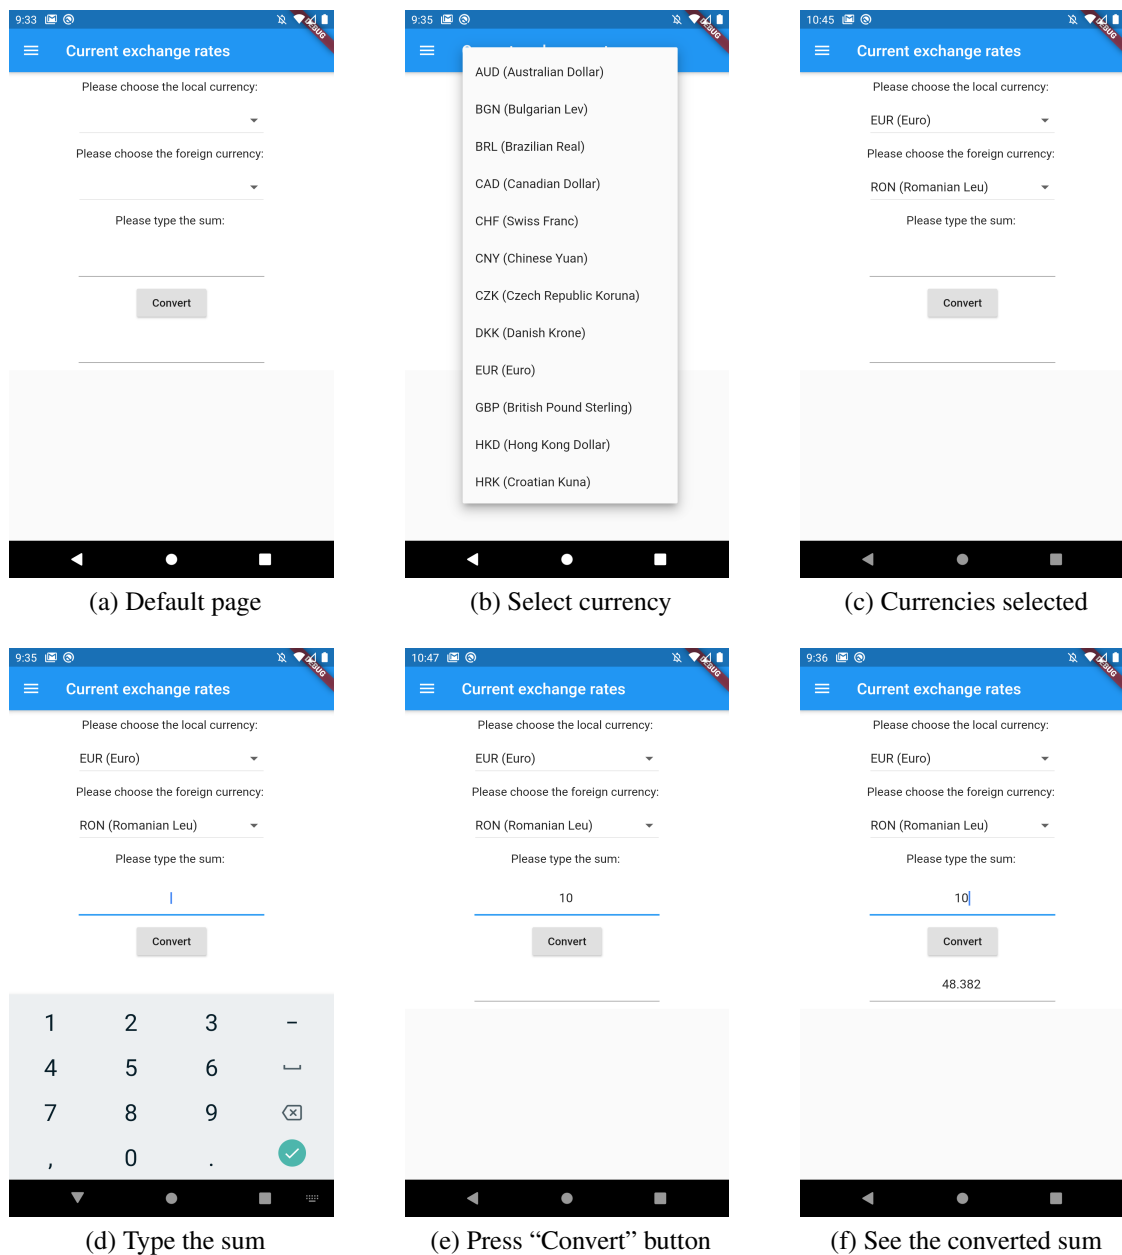 9:33
DEBUG
Current exchange rates
Please choose the local currency:
Please choose the foreign currency:
Please type the sum:
Convert
(a) Default page
9:35
DEBUG
AUD (Australian Dollar)
BGN (Bulgarian Lev)
BRL (Brazilian Real)
CAD (Canadian Dollar)
CHF (Swiss Franc)
CNY (Chinese Yuan)
CZK (Czech Republic Koruna)
DKK (Danish Krone)
EUR (Euro)
GBP (British Pound Sterling)
HKD (Hong Kong Dollar)
HRK (Croatian Kuna)
(b) Select currency
10:45
DEBUG
Current exchange rates
Please choose the local currency:
EUR (Euro)
Please choose the foreign currency:
RON (Romanian Leu)
Please type the sum:
Convert
(c) Currencies selected
9:35
DEBUG
Current exchange rates
Please choose the local currency:
EUR (Euro)
Please choose the foreign currency:
RON (Romanian Leu)
Please type the sum:
Convert
1 2 3 −
4 5 6
7 8 9
, 0 .
(d) Type the sum
10:47
DEBUG
Current exchange rates
Please choose the local currency:
EUR (Euro)
Please choose the foreign currency:
RON (Romanian Leu)
Please type the sum:
10
Convert
(e) Press “Convert” button
9:36
DEBUG
Current exchange rates
Please choose the local currency:
EUR (Euro)
Please choose the foreign currency:
RON (Romanian Leu)
Please type the sum:
10
Convert
48.382
(f) See the converted sum